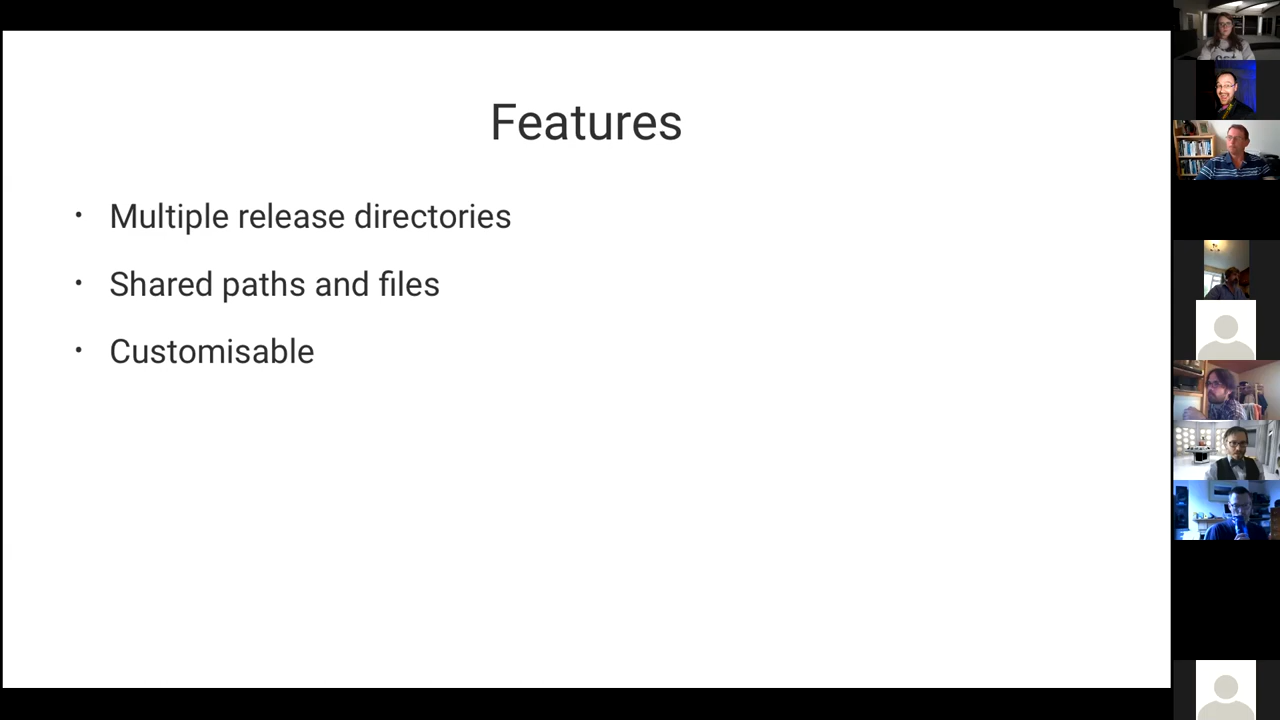 Features
• Multiple release directories
• Shared paths and files
• Customisable